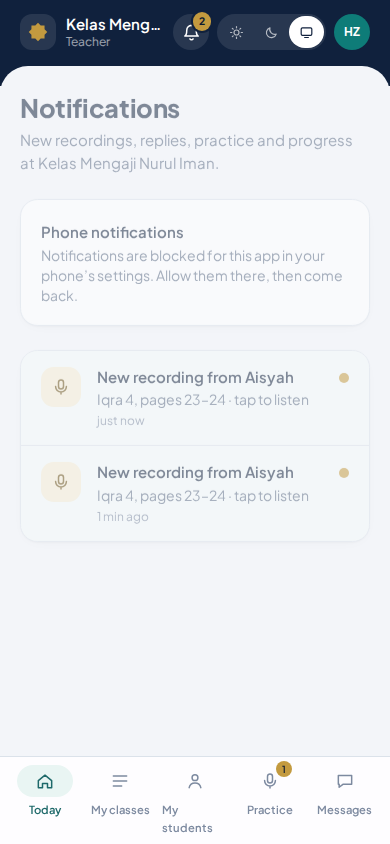 Kelas Meng...
Teacher
2
HZ
Notifications
New recordings, replies, practice and progress
at Kelas Mengaji Nurul Iman.
Phone notifications
Notifications are blocked for this app in your
phone's settings. Allow them there, then come
back.
New recording from Aisyah
Iqra 4, pages 23–24 · tap to listen
just now
New recording from Aisyah
Iqra 4, pages 23–24 · tap to listen
1 min ago
1
Today
My classes
My
students
Practice
Messages